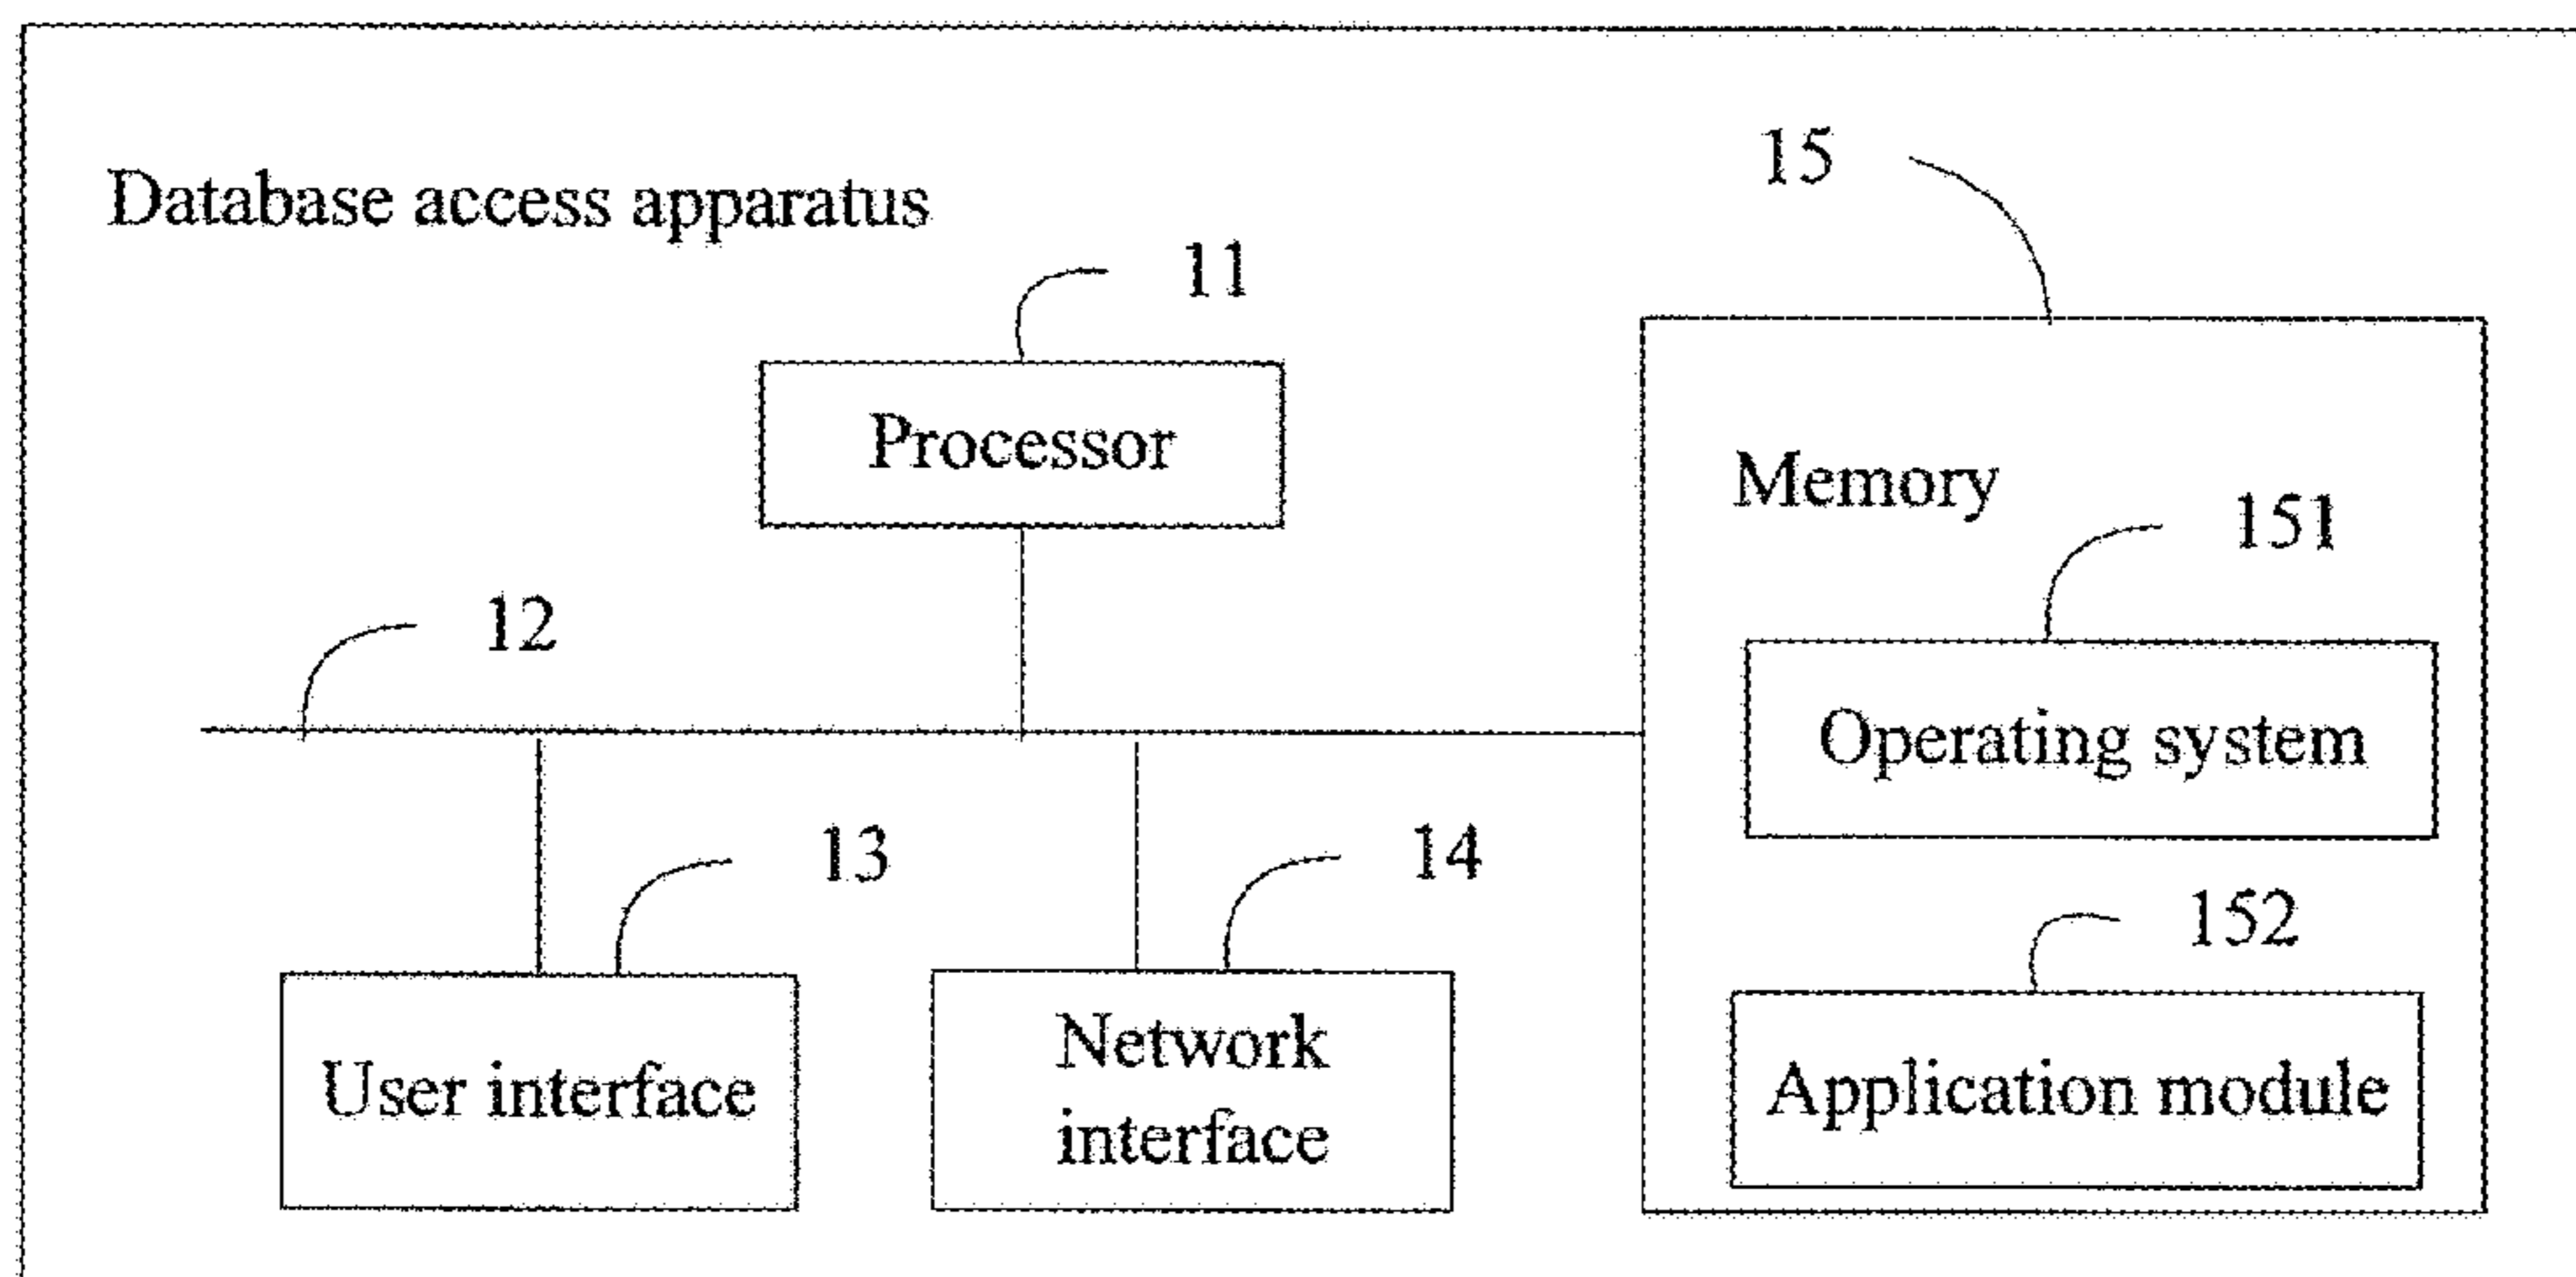 15
Database access apparatus
11
Processor
Memory
151
12
Operating system
13
14
152
User interface
Network
interface
Application module